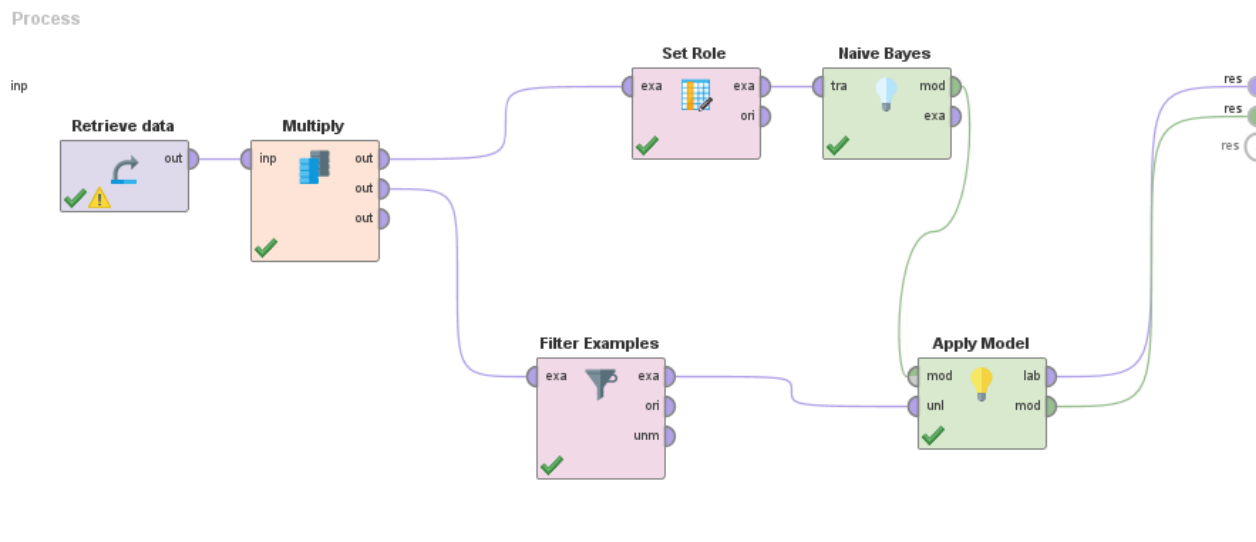 Process
inp
Retrieve data
out
Multiply
inp
out
out
out
Set Role
exa
exa
ori
Naive Bayes
tra
mod
exa
Filter Examples
exa
exa
ori
unm
Apply Model
mod
lab
unl
mod
res
res
res